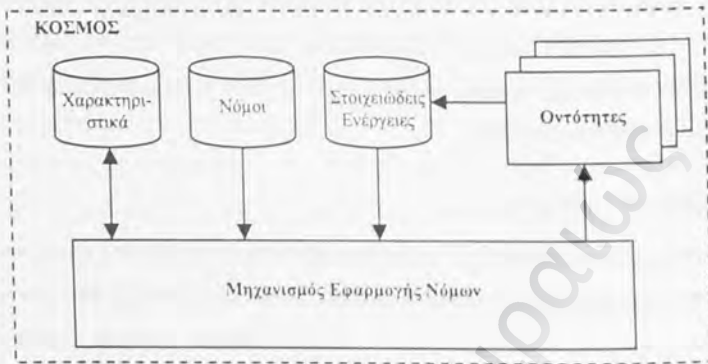 ΚΟΣΜΟΣ
Χαρακτηρι-
στικά
Νόμοι
Στοιχειώδεις
Ενέργειες
Οντότητες
Μηχανισμός Εφαρμογής Νόμων